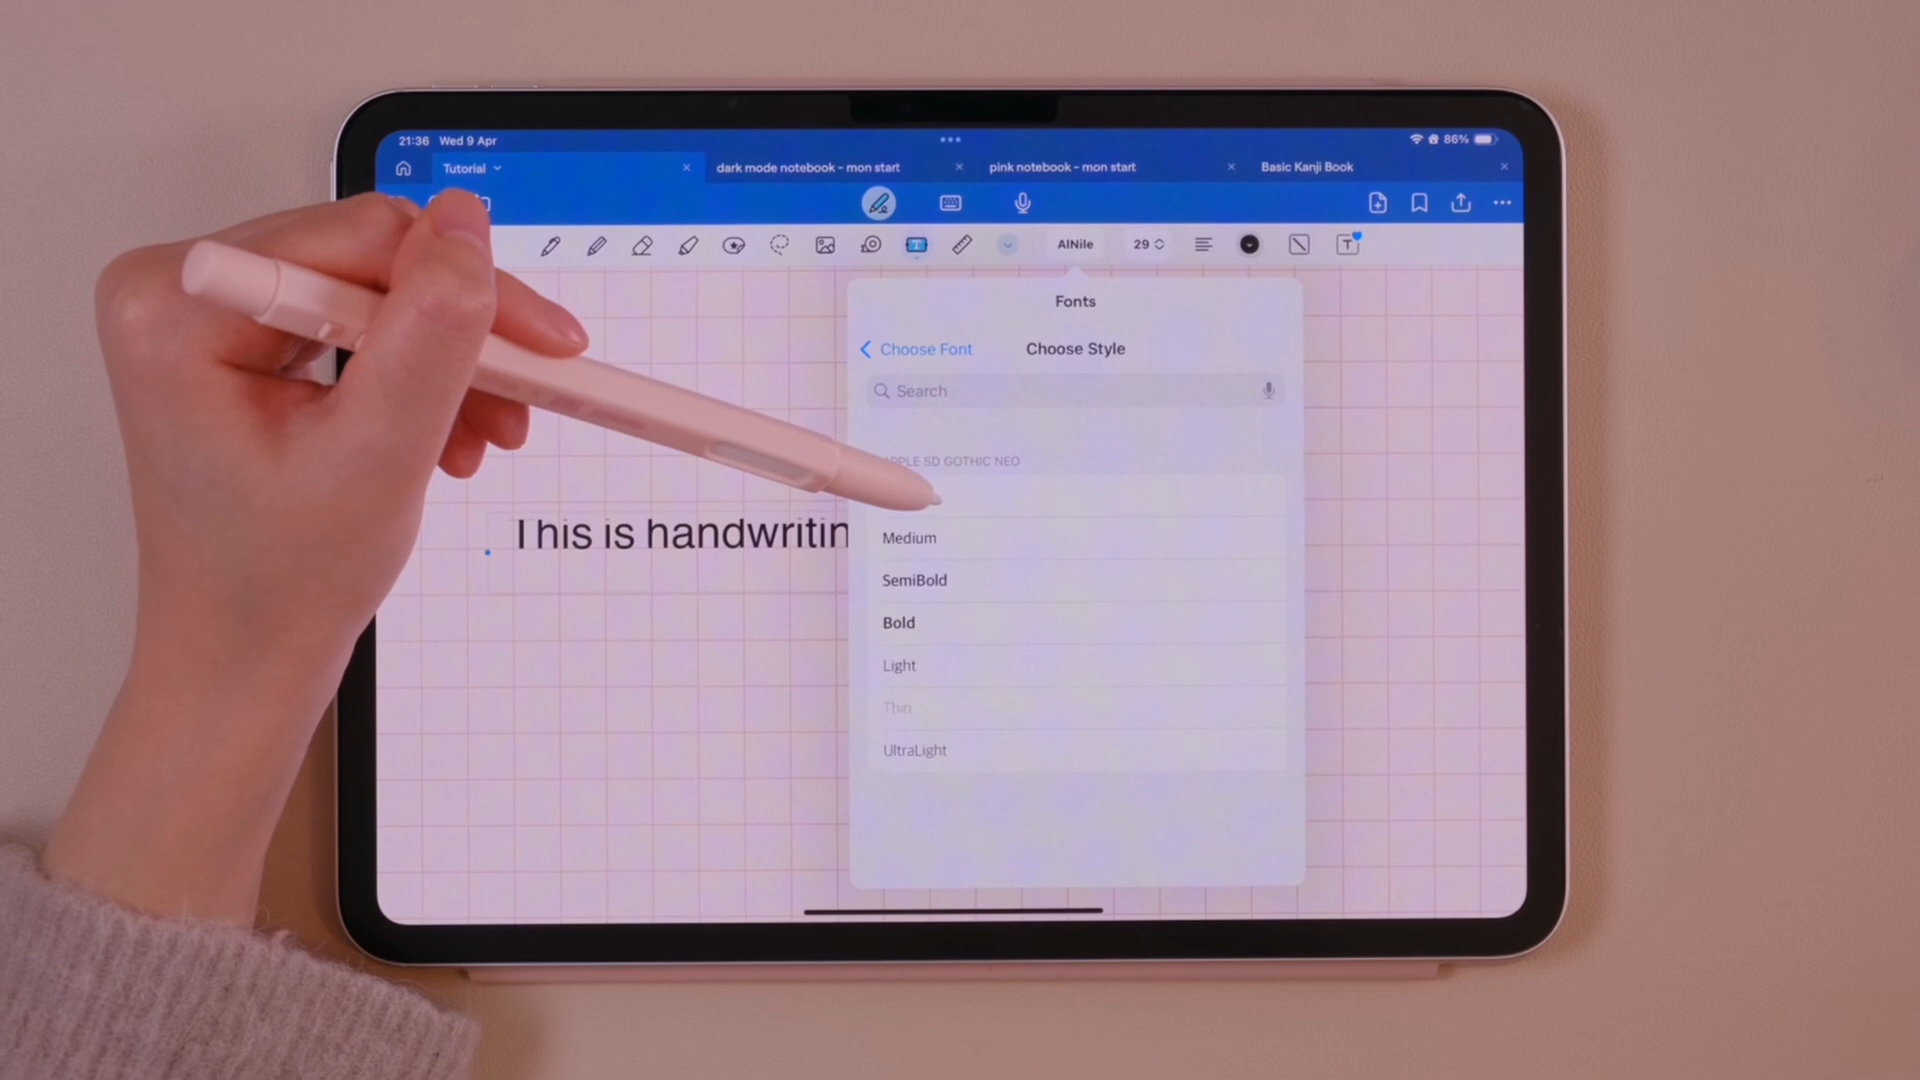 21:36 Wed 9 Apr
86%
Tutorial
dark mode notebook - mon start
pink notebook - mon start
Basic Kanji Book
AlNile
29
Fonts
Choose Font
Choose Style
Search
APPLE SD GOTHIC NEO
This is handwritin
Medium
SemiBold
Bold
Light
Thin
UltraLight